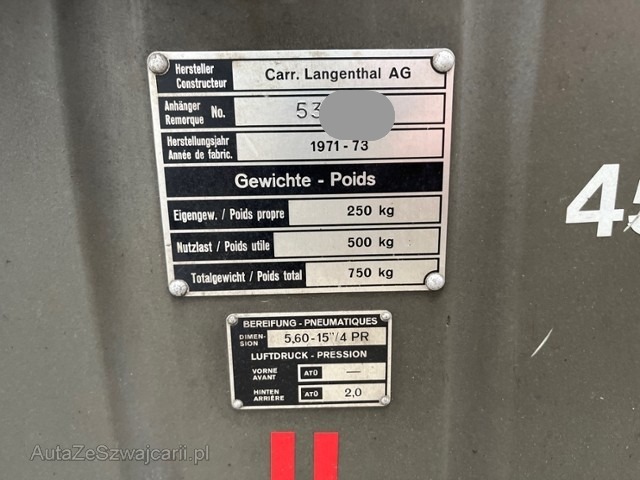 Hersteller
Constructeur
Carr. Langenthal AG
Anhänger
Remorque No.
53
Herstellungsjahr
Année de fabric.
1971 - 73
Gewichte - Poids
Eigengew. / Poids propre
250 kg
Nutzlast / Poids utile
500 kg
Totalgewicht / Poids total
750 kg
45
BEREIFUNG - PNEUMATIQUES
DIMEN-
SION
5,60-15"/4 PR
LUFTDRUCK - PRESSION
VORNE
AVANT
ATÜ
—
HINTEN
ARRIÈRE
ATÜ
2,0
AutaZeSzwajcarii.pl